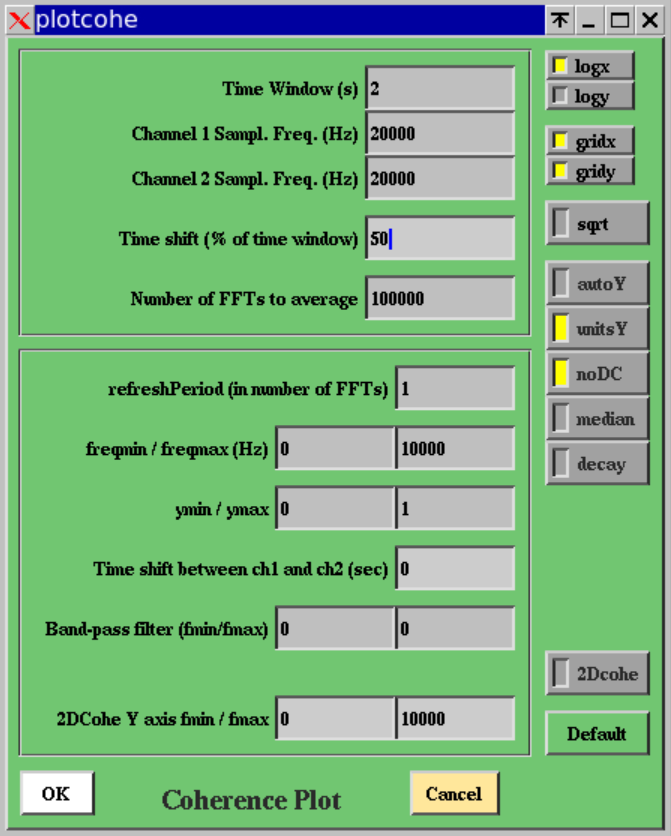 plotcohe
Time Window (s) 2
Channel 1 Sampl. Freq. (Hz) 20000
Channel 2 Sampl. Freq. (Hz) 20000
Time shift (% of time window) 50
Number of FFTs to average 100000
refreshPeriod (in number of FFTs) 1
freqmin / freqmax (Hz) 0 10000
ymin / ymax 0 1
Time shift between ch1 and ch2 (sec) 0
Band-pass filter (fmin/fmax) 0 0
2DCohe Y axis fmin / fmax 0 10000
logx
logy
gridx
gridy
sqrt
autoY
unitsY
noDC
median
decay
2Dcohe
Default
OK
Coherence Plot
Cancel